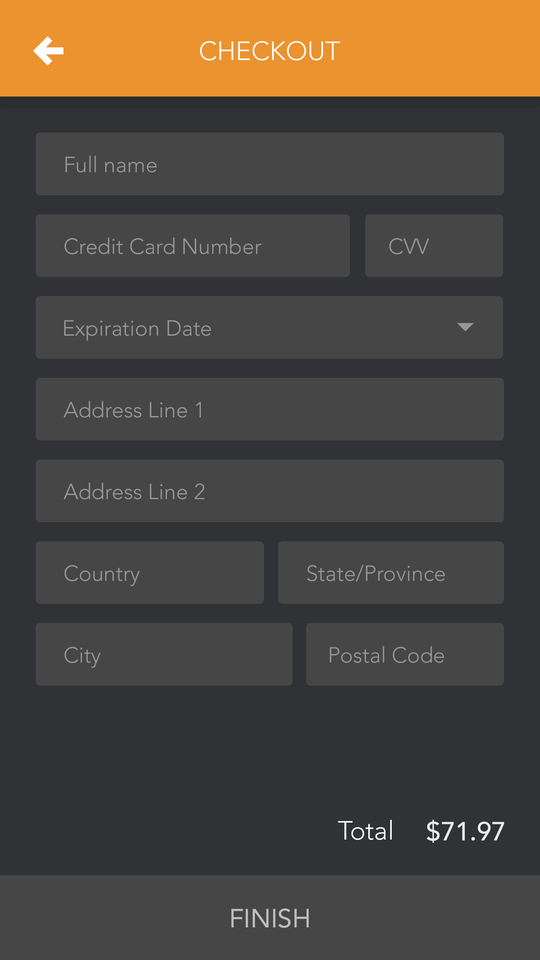 CHECKOUT
Full name
Credit Card Number CVV
Expiration Date
Address Line 1
Address Line 2
Country State/Province
City Postal Code
Total $71.97
FINISH